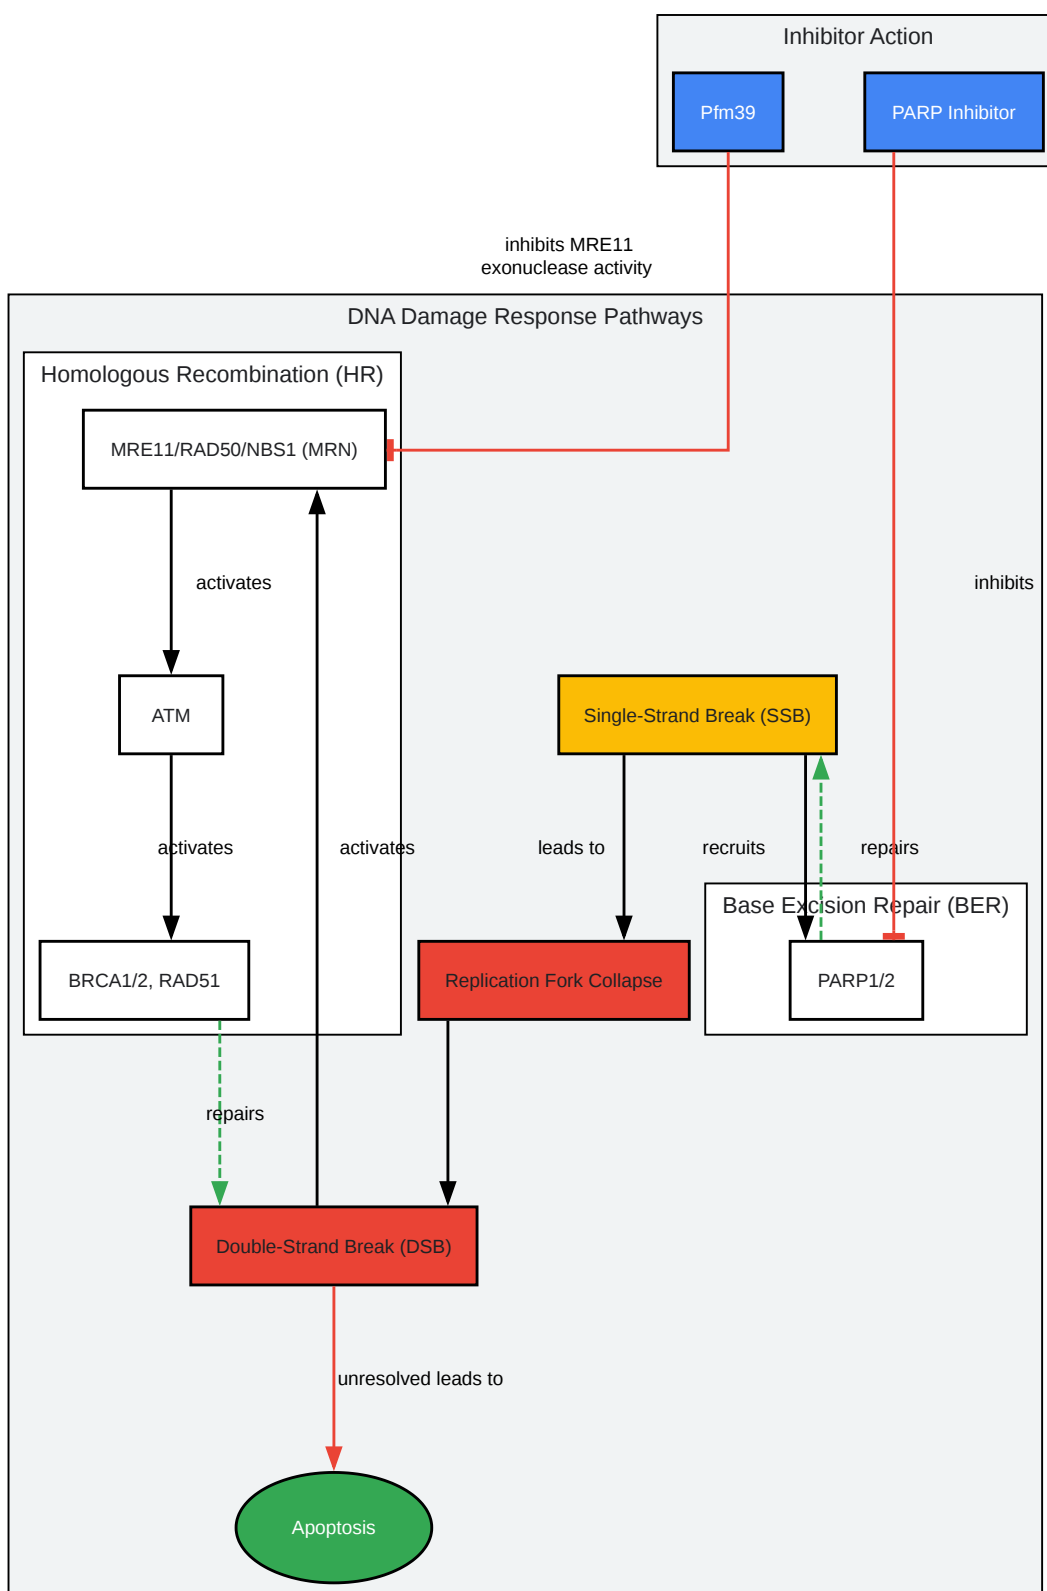 Inhibitor Action
Pfm39
PARP Inhibitor
inhibits MRE11
exonuclease activity
DNA Damage Response Pathways
Homologous Recombination (HR)
MRE11/RAD50/NBS1 (MRN)
activates
inhibits
ATM
Single-Strand Break (SSB)
activates
activates
leads to
recruits
repairs
Base Excision Repair (BER)
BRCA1/2, RAD51
Replication Fork Collapse
PARP1/2
repairs
Double-Strand Break (DSB)
unresolved leads to
Apoptosis